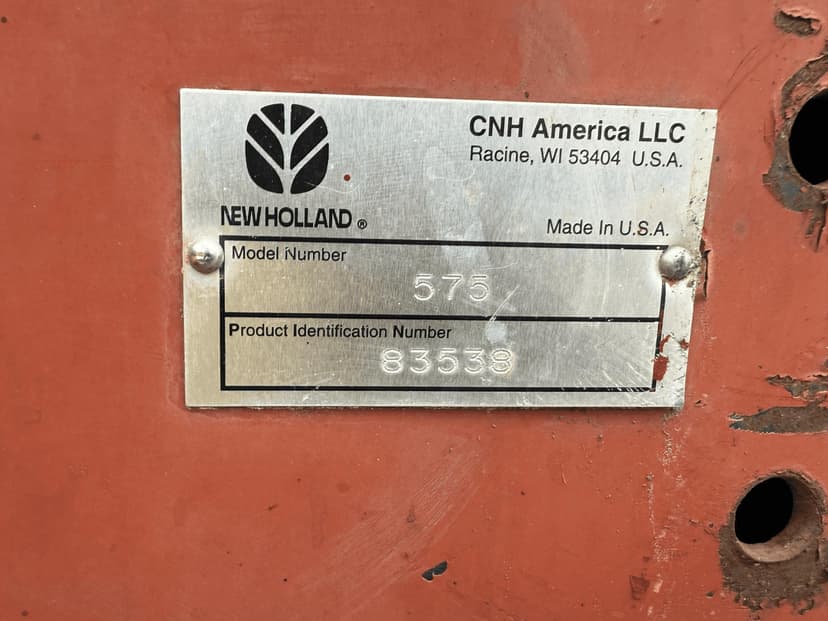 CNH America LLC
Racine, WI 53404 U.S.A.
NEW HOLLAND ®
Made In U.S.A.
Model Number
575
Product Identification Number
83538